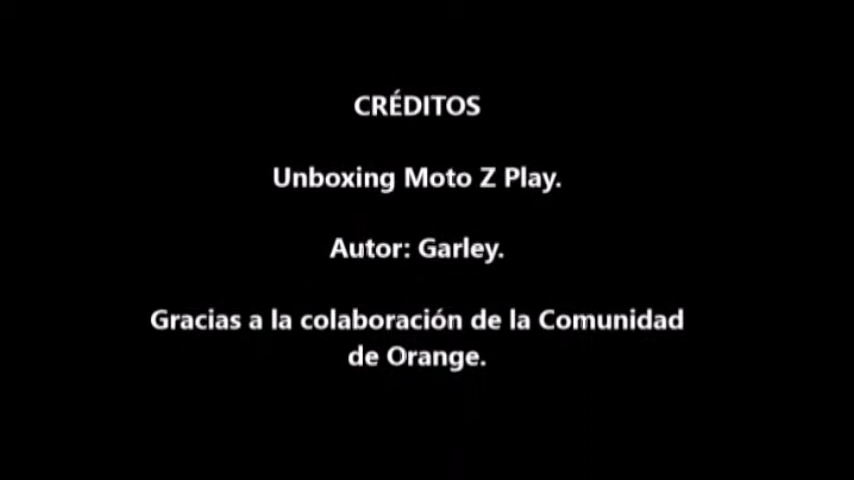 CRÉDITOS
Unboxing Moto Z Play.
Autor: Garley.
Gracias a la colaboración de la Comunidad
de Orange.